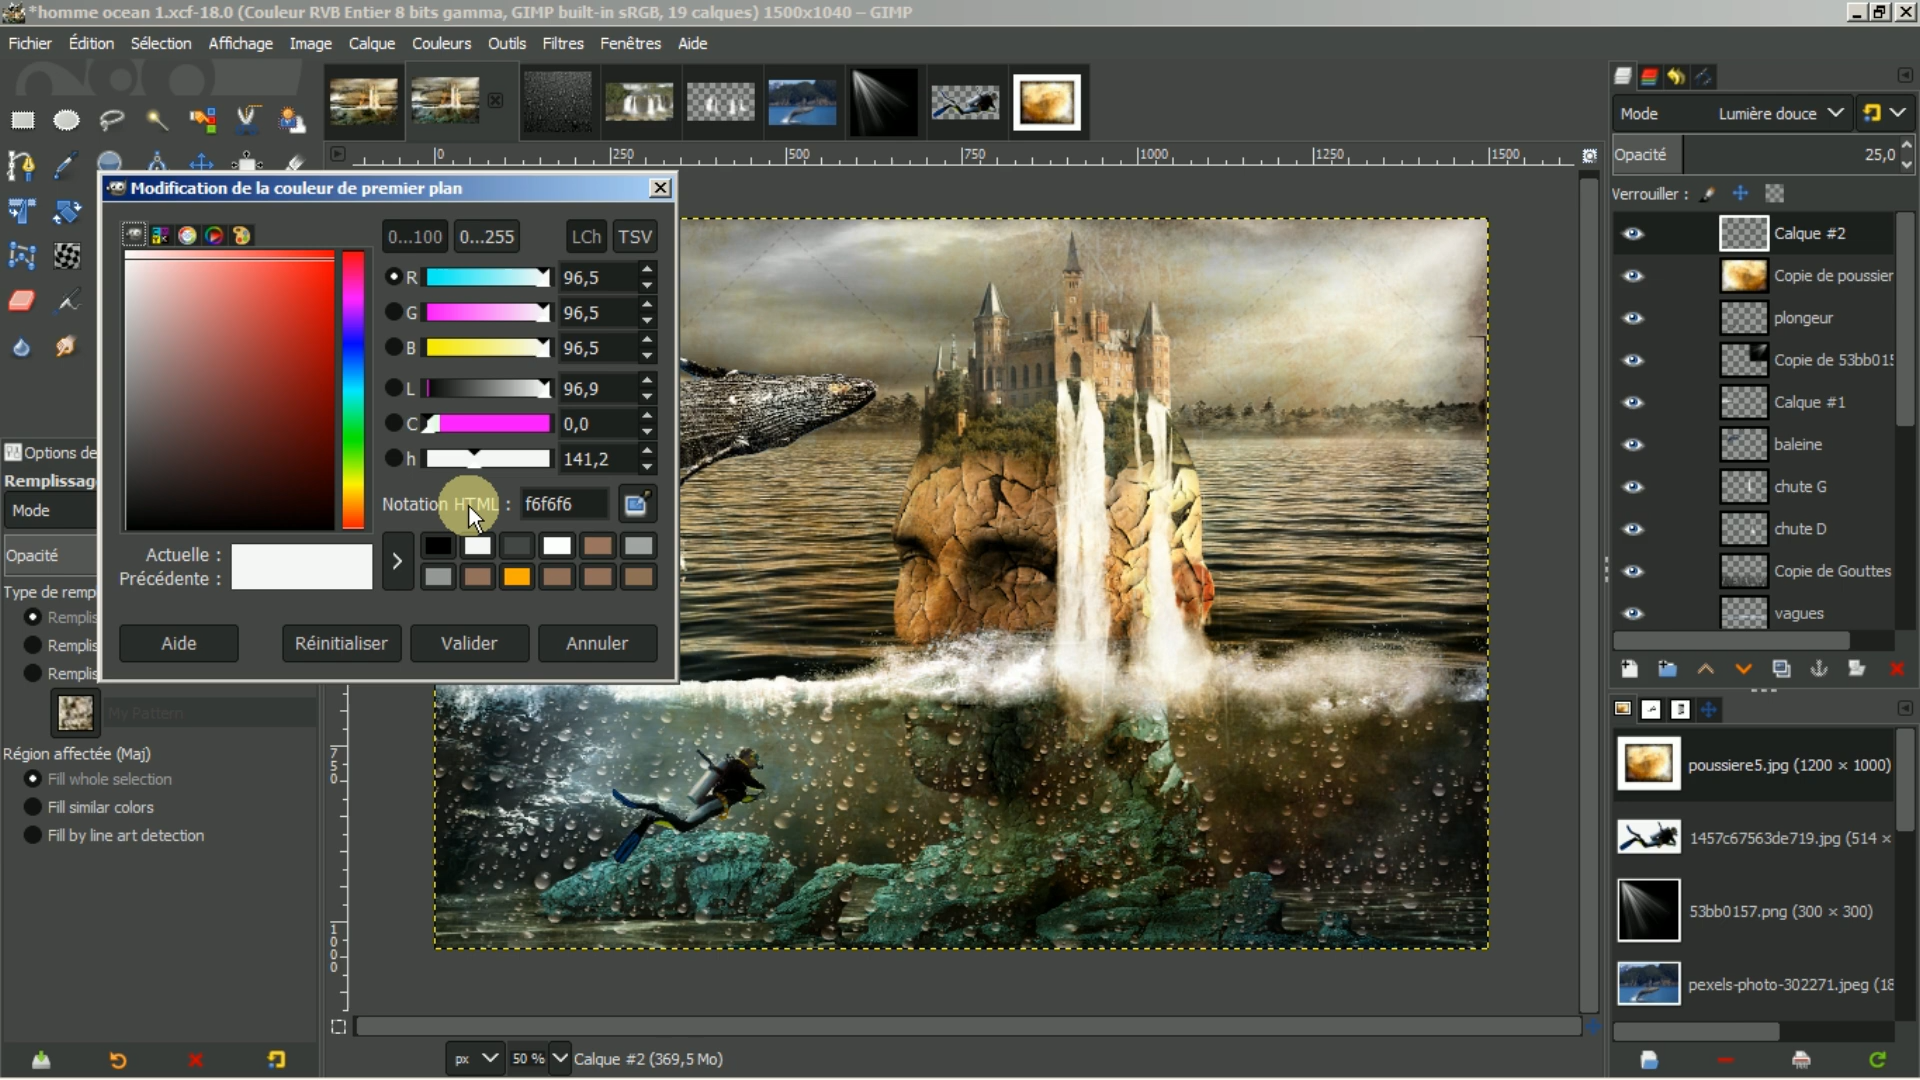 *homme ocean 1.xcf-18.0 (Couleur RVB Entier 8 bits gamma, GIMP built-in sRGB, 19 calques) 1500x1040 – GIMP
Fichier Édition Sélection Affichage Image Calque Couleurs Outils Filtres Fenêtres Aide
0 250 500 750 1000 1250 1500
Modification de la couleur de premier plan
0...100 0...255 LCh TSV
R 96,5
G 96,5
B 96,5
L 96,9
C 0,0
h 141,2
Notation HTML : f6f6f6
Actuelle :
Précédente :
Aide Réinitialiser Valider Annuler
Options de
Remplissag
Mode
Opacité
Type de remp
Remplis
Remplis
Remplis
My Pattern
Région affectée (Maj)
Fill whole selection
Fill similar colors
Fill by line art detection
750
1000
px 50 % Calque #2 (369,5 Mo)
Mode Lumière douce
Opacité 25,0
Verrouiller :
Calque #2
Copie de poussier
plongeur
Copie de 53bb015
Calque #1
baleine
chute G
chute D
Copie de Gouttes
vagues
poussiere5.jpg (1200 × 1000)
1457c67563de719.jpg (514 ×
53bb0157.png (300 × 300)
pexels-photo-302271.jpeg (18